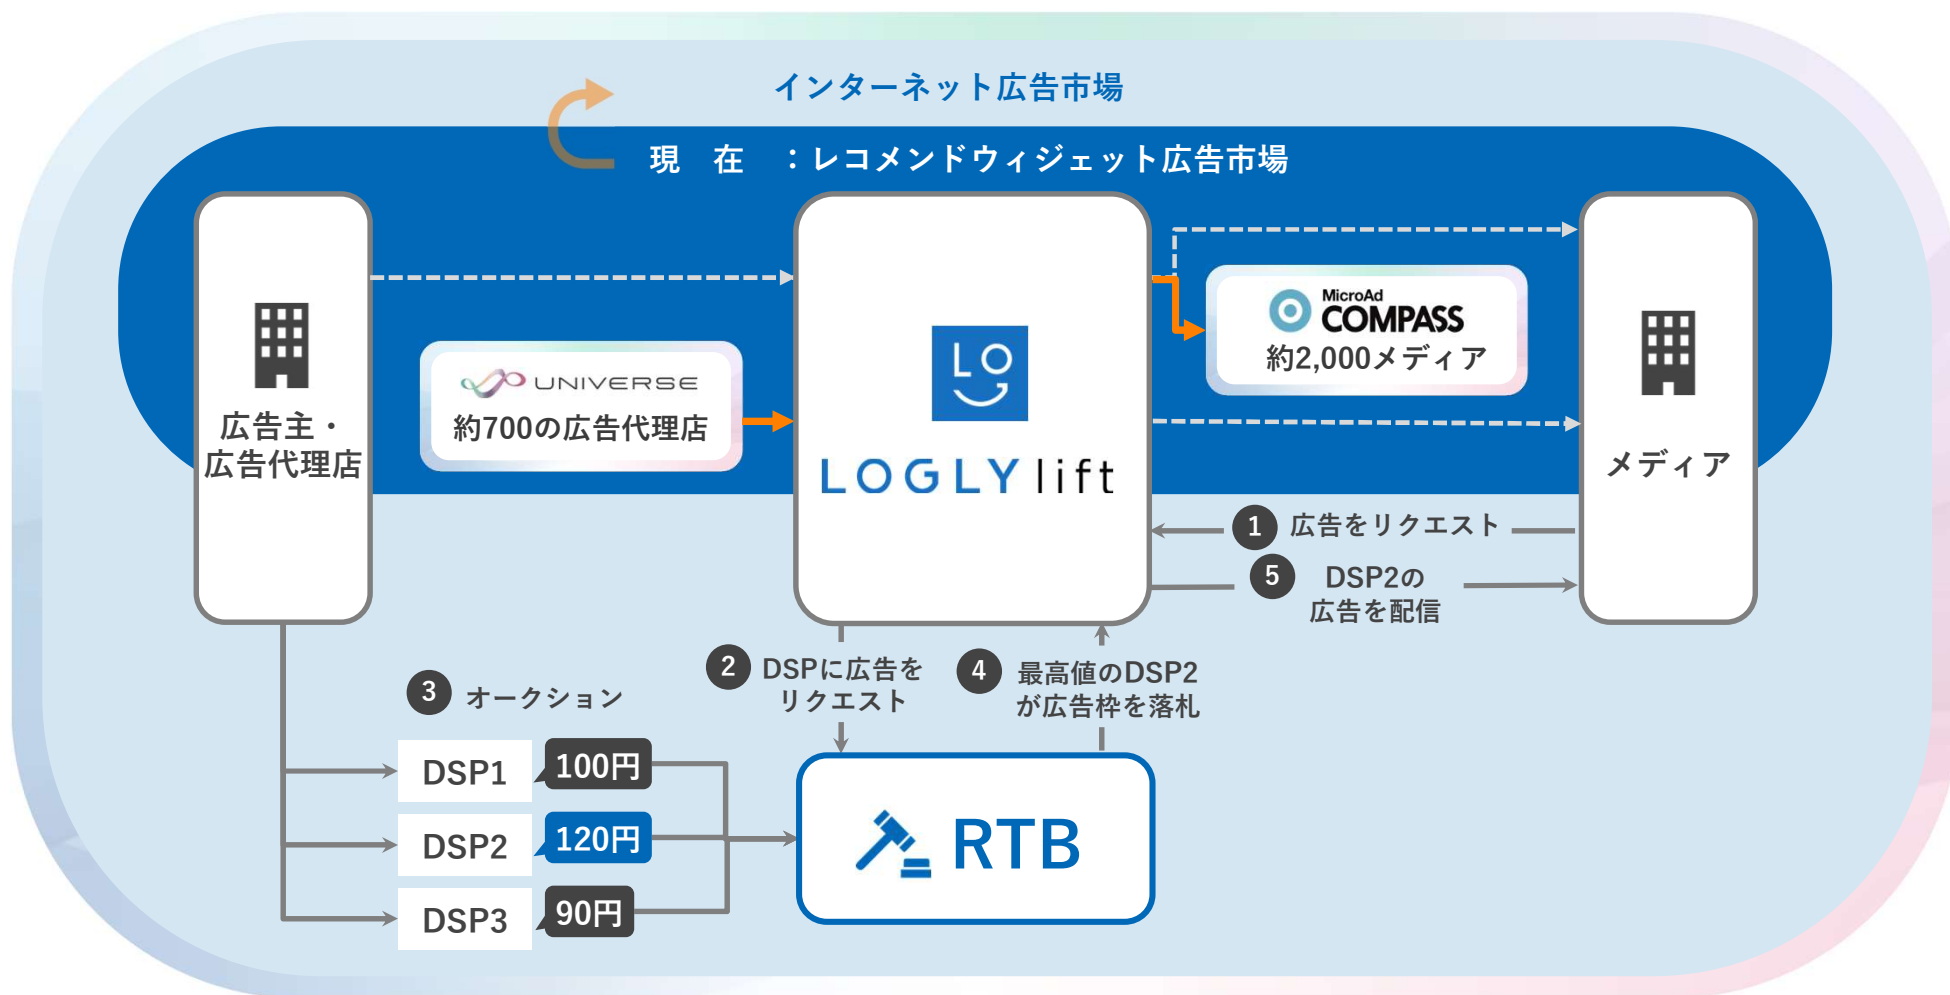 インターネット広告市場
現　在　：レコメンドウィジェット広告市場
広告主・
広告代理店
UNIVERSE
約700の広告代理店
LO
LOGLY lift
MicroAd
COMPASS
約2,000メディア
メディア
1 広告をリクエスト
5 DSP2の
広告を配信
2 DSPに広告を
リクエスト
4 最高値のDSP2
が広告枠を落札
3 オークション
DSP1 100円
DSP2 120円
DSP3 90円
RTB